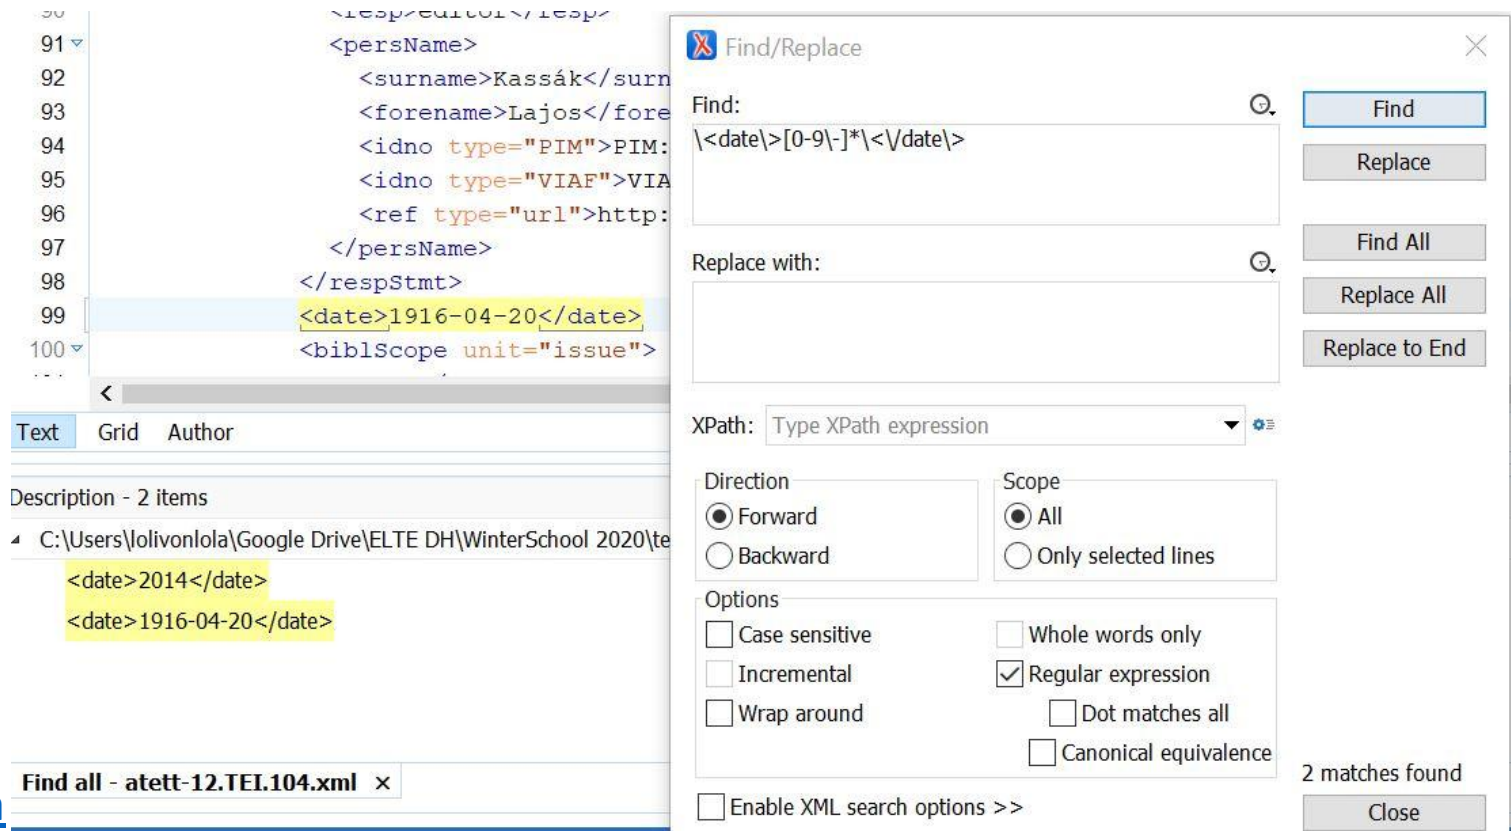 90 <resp>editor</resp>
91 <persName>
92 <surname>Kassák</surn
93 <forename>Lajos</fore
94 <idno type="PIM">PIM:
95 <idno type="VIAF">VIA
96 <ref type="url">http:
97 </persName>
98 </respStmt>
99 <date>1916-04-20</date>
100 <biblScope unit="issue">
Text Grid Author
Description - 2 items
C:\Users\lolivonlola\Google Drive\ELTE DH\WinterSchool 2020\te
<date>2014</date>
<date>1916-04-20</date>
Find all - atett-12.TEI.104.xml ×
Find/Replace
Find:
\<date\>[0-9\-]*\<\/date\>
Replace with:
XPath: Type XPath expression
Direction
Forward
Backward
Scope
All
Only selected lines
Options
Case sensitive
Incremental
Wrap around
Whole words only
Regular expression
Dot matches all
Canonical equivalence
Enable XML search options >>
Find
Replace
Find All
Replace All
Replace to End
2 matches found
Close